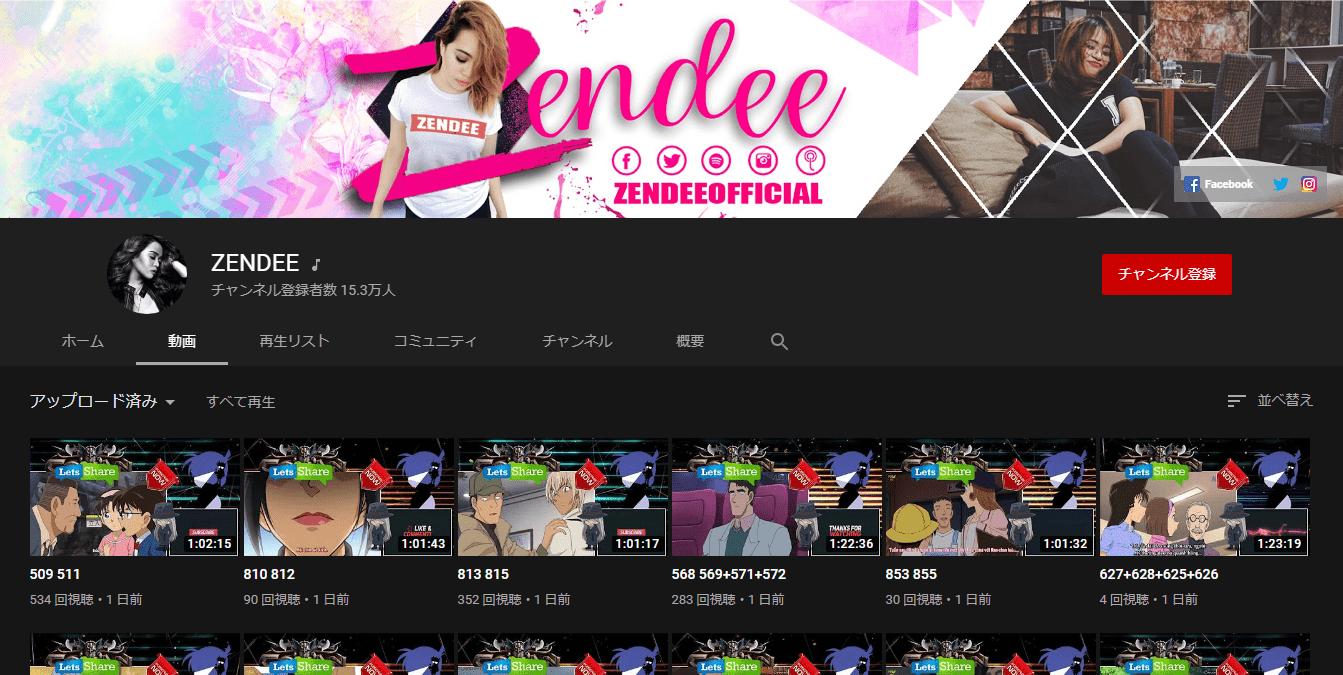 Zendee
ZENDEE
ZENDEEOFFICIAL
Facebook
ZENDEE
チャンネル登録者数 15.3万人
チャンネル登録
ホーム 動画 再生リスト コミュニティ チャンネル 概要
アップロード済み すべて再生 並べ替え
Lets Share NOW Lets Share NOW Lets Share NOW Lets Share NOW Lets Share NOW Lets Share NOW
SUBSCRIBE LIKE & COMMENT! SUBSCRIBE THANKS FOR WATCHING
1:02:15 1:01:43 1:01:17 1:22:36 1:01:32 1:23:19
509 511 810 812 813 815 568 569+571+572 853 855 627+628+625+626
534 回視聴・1 日前 90 回視聴・1 日前 352 回視聴・1 日前 283 回視聴・1 日前 30 回視聴・1 日前 4 回視聴・1 日前
Lets Share Lets Share Lets Share Lets Share Lets Share Lets Share